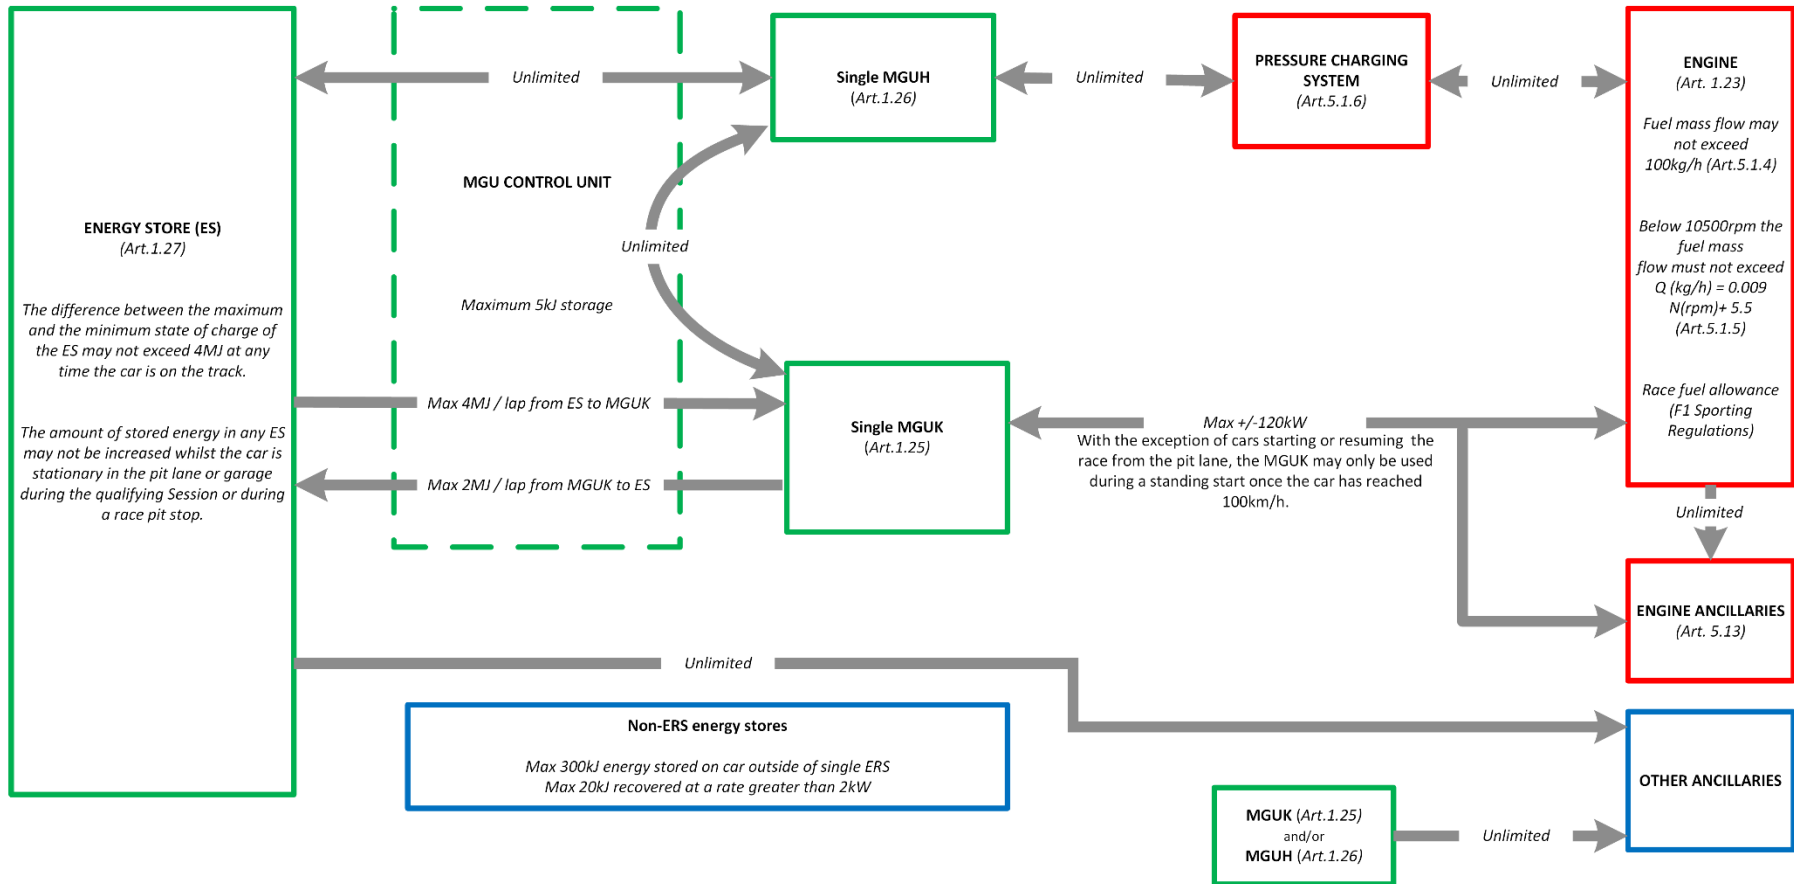 ENERGY STORE (ES)
(Art.1.27)
The difference between the maximum
and the minimum state of charge of
the ES may not exceed 4MJ at any
time the car is on the track.
The amount of stored energy in any ES
may not be increased whilst the car is
stationary in the pit lane or garage
during the qualifying Session or during
a race pit stop.
Unlimited
MGU CONTROL UNIT
Unlimited
Maximum 5kJ storage
Max 4MJ / lap from ES to MGUK
Max 2MJ / lap from MGUK to ES
Single MGUH
(Art.1.26)
Unlimited
PRESSURE CHARGING
SYSTEM
(Art.5.1.6)
Unlimited
ENGINE
(Art. 1.23)
Fuel mass flow may
not exceed
100kg/h (Art.5.1.4)
Below 10500rpm the
fuel mass
flow must not exceed
Q (kg/h) = 0.009
N(rpm)+ 5.5
(Art.5.1.5)
Race fuel allowance
(F1 Sporting
Regulations)
Single MGUK
(Art.1.25)
Max +/-120kW
With the exception of cars starting or resuming the
race from the pit lane, the MGUK may only be used
during a standing start once the car has reached
100km/h.
Unlimited
ENGINE ANCILLARIES
(Art. 5.13)
Unlimited
Non-ERS energy stores
Max 300kJ energy stored on car outside of single ERS
Max 20kJ recovered at a rate greater than 2kW
OTHER ANCILLARIES
MGUK (Art.1.25)
and/or
MGUH (Art.1.26)
Unlimited